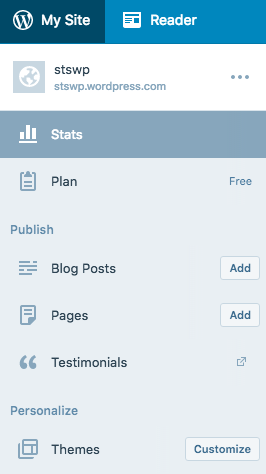 My Site Reader
stswp
stswp.wordpress.com
Stats
Plan Free
Publish
Blog Posts Add
Pages Add
Testimonials
Personalize
Themes Customize